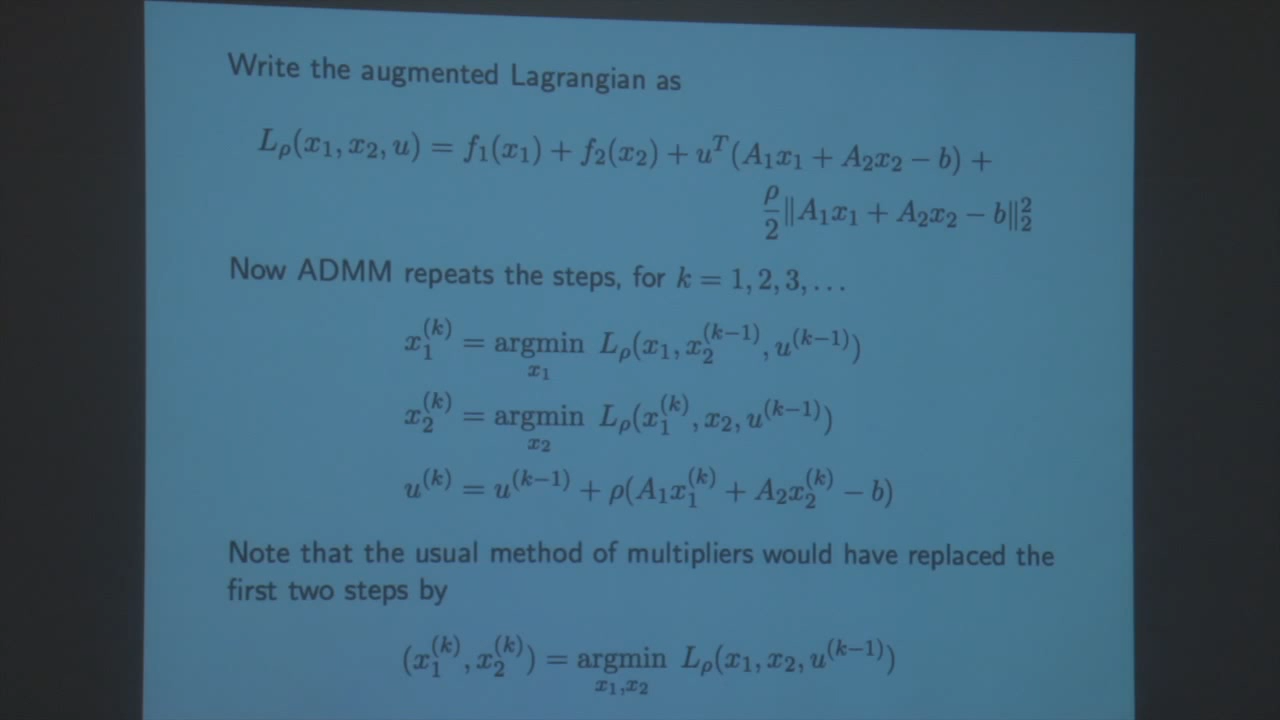 Write the augmented Lagrangian as
L_ρ(x_1, x_2, u) = f_1(x_1) + f_2(x_2) + u^T(A_1x_1 + A_2x_2 − b) +
ρ/2 ‖A_1x_1 + A_2x_2 − b‖_2^2
Now ADMM repeats the steps, for k = 1, 2, 3, . . .
x_1^{(k)} = argmin_{x_1} L_ρ(x_1, x_2^{(k−1)}, u^{(k−1)})
x_2^{(k)} = argmin_{x_2} L_ρ(x_1^{(k)}, x_2, u^{(k−1)})
u^{(k)} = u^{(k−1)} + ρ(A_1x_1^{(k)} + A_2x_2^{(k)} − b)
Note that the usual method of multipliers would have replaced the
first two steps by
(x_1^{(k)}, x_2^{(k)}) = argmin_{x_1,x_2} L_ρ(x_1, x_2, u^{(k−1)})